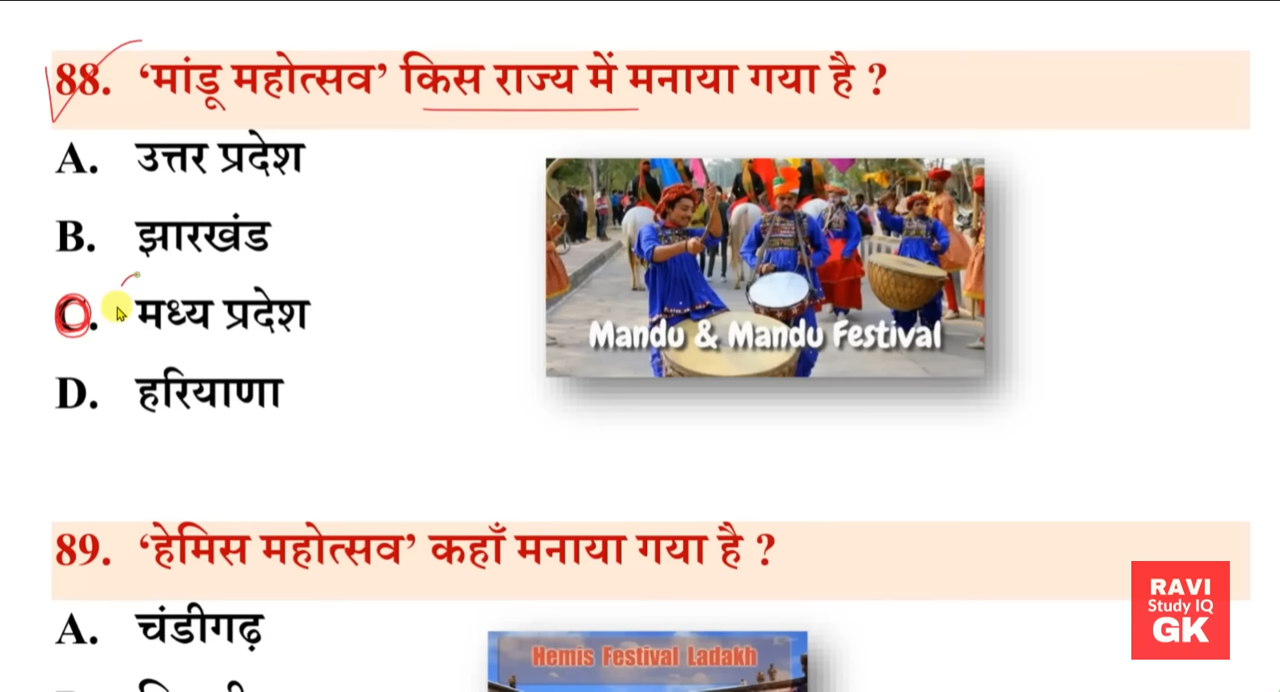 88. ‘मांडू महोत्सव’ किस राज्य में मनाया गया है ?
A. उत्तर प्रदेश
B. झारखंड
C. मध्य प्रदेश
D. हरियाणा
Mandu & Mandu Festival
89. ‘हेमिस महोत्सव’ कहाँ मनाया गया है ?
A. चंडीगढ़
Hemis Festival Ladakh
RAVI
Study IQ
GK